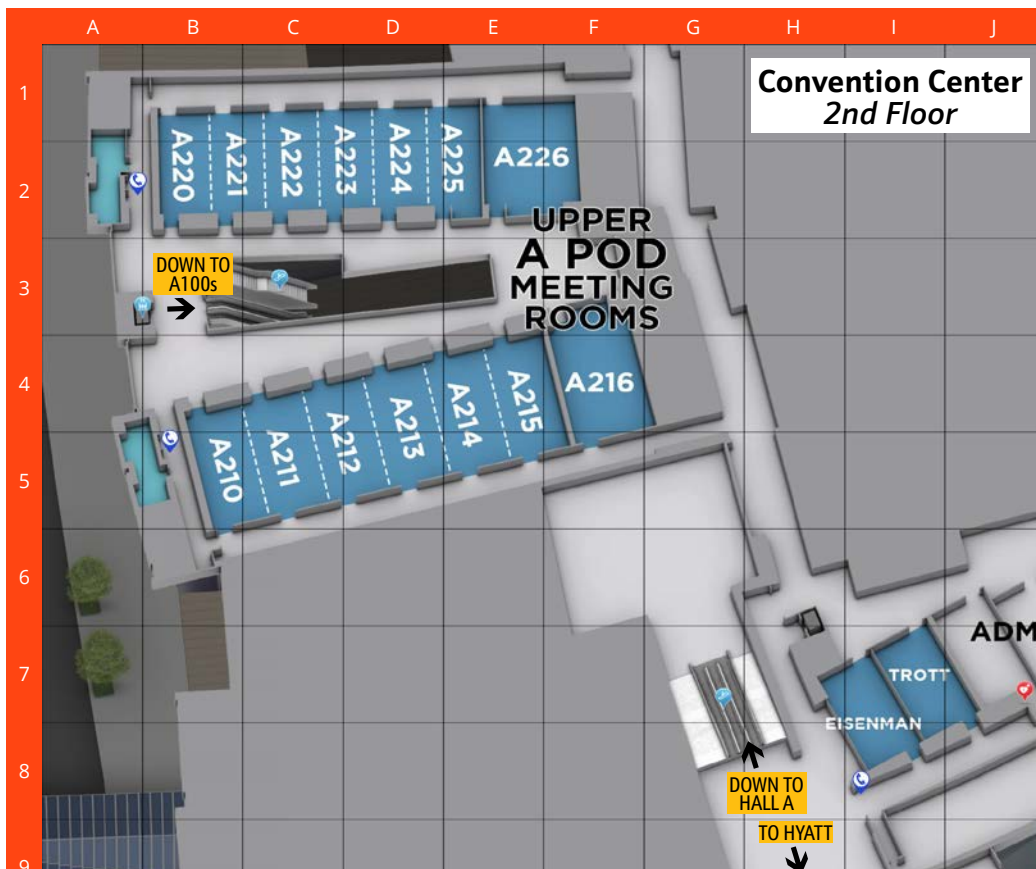 A B C D E F G H I J
1
2
3
4
5
6
7
8
9
Convention Center
2nd Floor
A220
A221
A222
A223
A224
A225
A226
UPPER
A POD
MEETING
ROOMS
DOWN TO
A100s
A210
A211
A212
A213
A214
A215
A216
ADM
TROTT
EISENMAN
DOWN TO
HALL A
TO HYATT